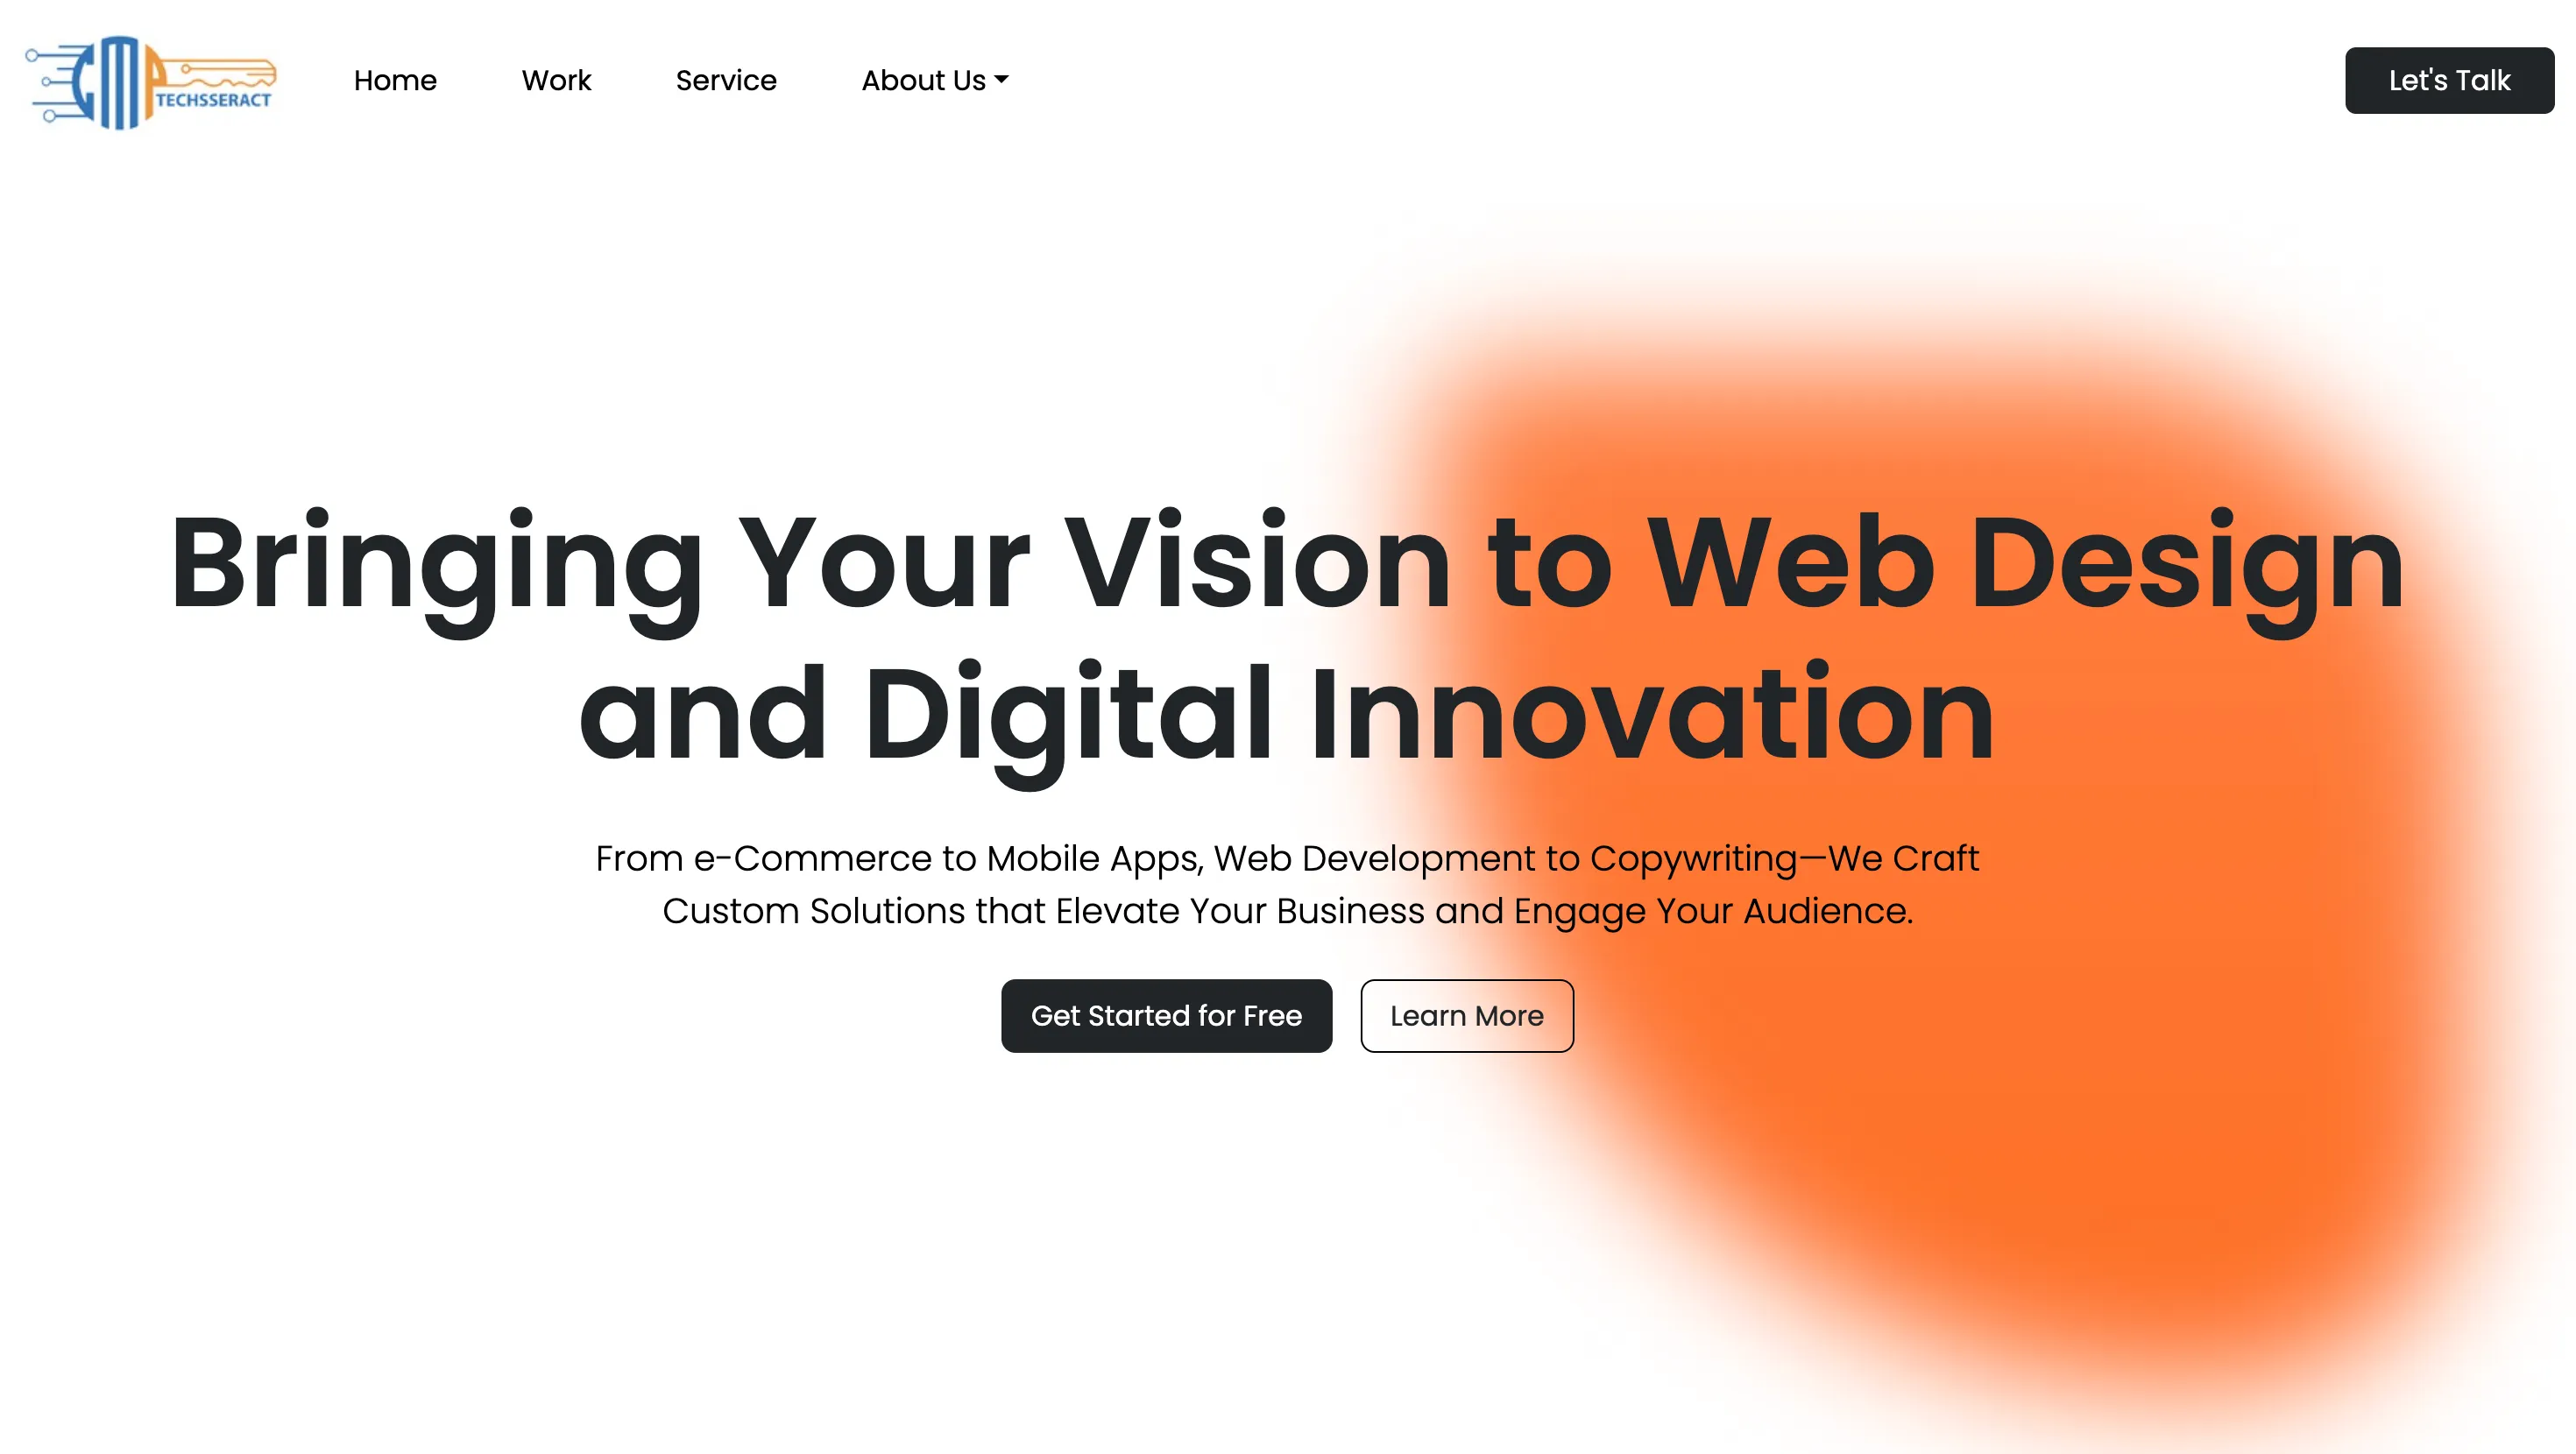 CMP
TECHSSERACT
Home
Work
Service
About Us
Let's Talk
Bringing Your Vision to Web Design
and Digital Innovation
From e-Commerce to Mobile Apps, Web Development to Copywriting—We Craft
Custom Solutions that Elevate Your Business and Engage Your Audience.
Get Started for Free
Learn More